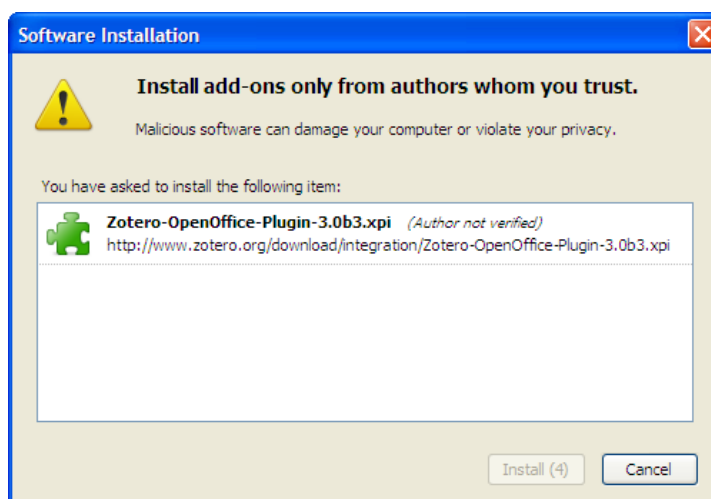 Software Installation
Install add-ons only from authors whom you trust.
Malicious software can damage your computer or violate your privacy.
You have asked to install the following item:
Zotero-OpenOffice-Plugin-3.0b3.xpi (Author not verified)
http://www.zotero.org/download/integration/Zotero-OpenOffice-Plugin-3.0b3.xpi
Install (4) Cancel